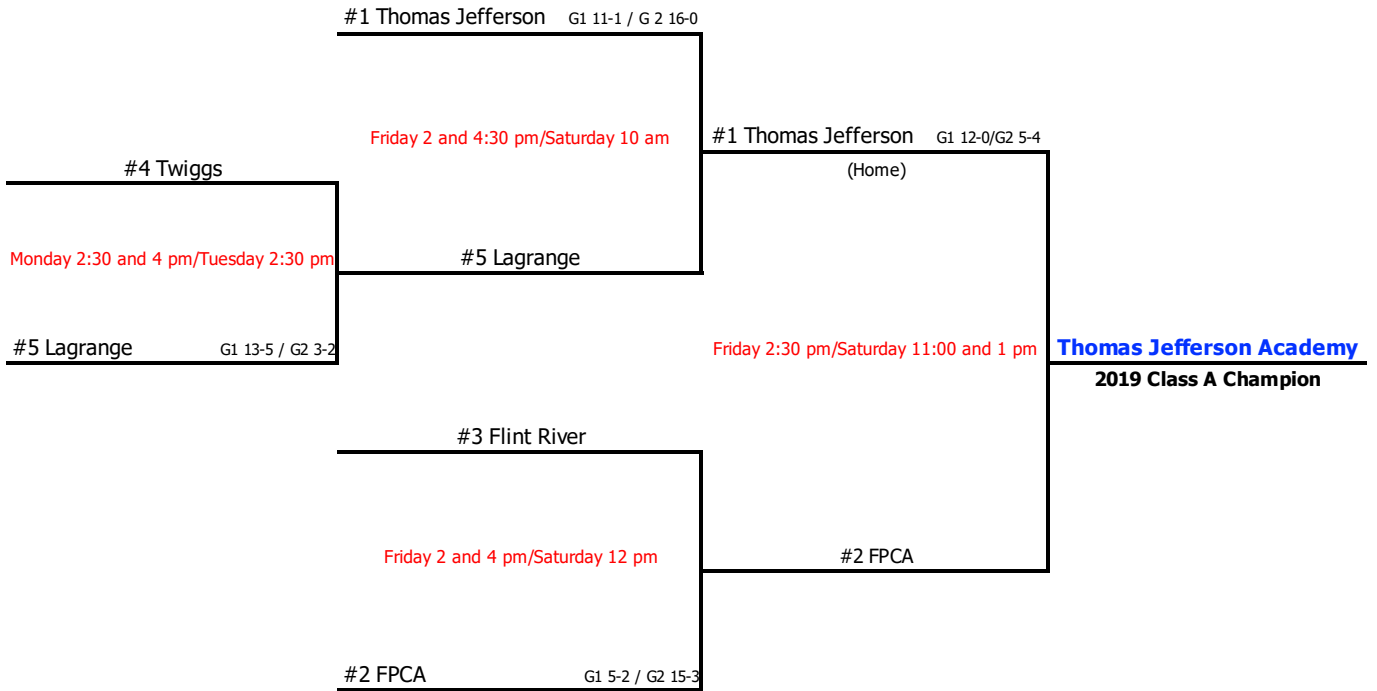 #1 Thomas Jefferson G1 11-1 / G 2 16-0
Friday 2 and 4:30 pm/Saturday 10 am
#1 Thomas Jefferson G1 12-0/G2 5-4
(Home)
#4 Twiggs
Monday 2:30 and 4 pm/Tuesday 2:30 pm
#5 Lagrange
#5 Lagrange G1 13-5 / G2 3-2
Friday 2:30 pm/Saturday 11:00 and 1 pm
Thomas Jefferson Academy
2019 Class A Champion
#3 Flint River
Friday 2 and 4 pm/Saturday 12 pm
#2 FPCA
#2 FPCA G1 5-2 / G2 15-3